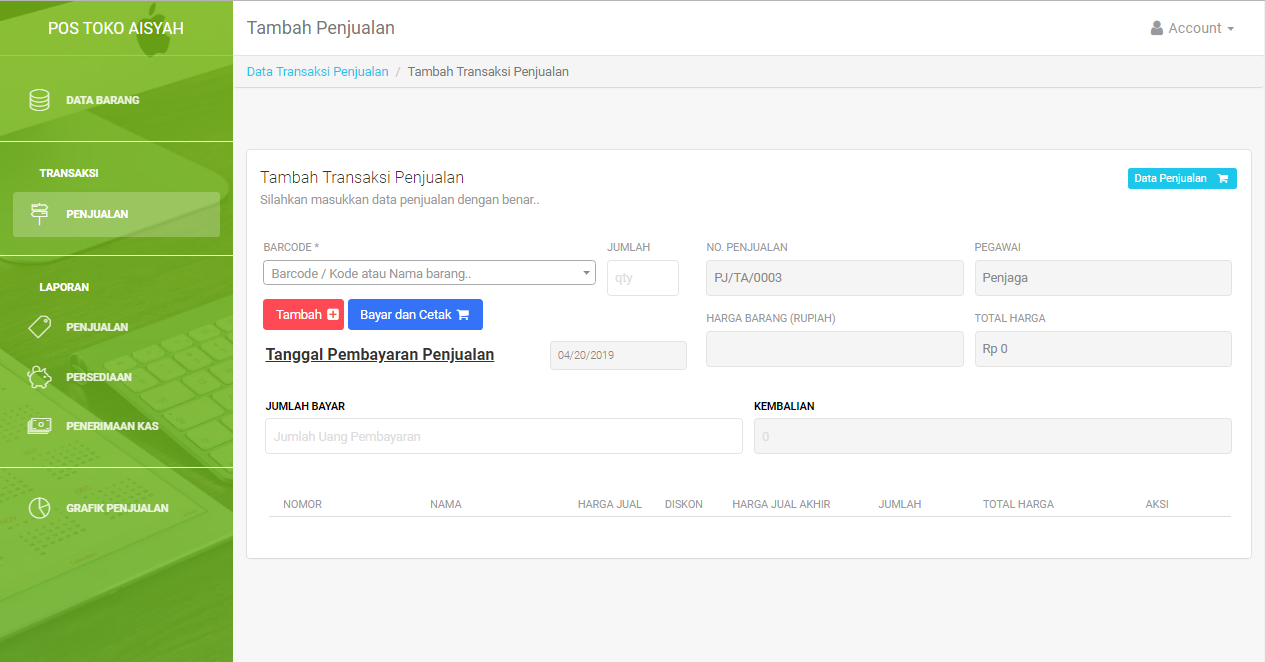 POS TOKO AISYAH
Tambah Penjualan
Account
Data Transaksi Penjualan / Tambah Transaksi Penjualan
DATA BARANG
TRANSAKSI
PENJUALAN
LAPORAN
PENJUALAN
PERSEDIAAN
PENERIMAAN KAS
GRAFIK PENJUALAN
Tambah Transaksi Penjualan
Data Penjualan
Silahkan masukkan data penjualan dengan benar..
BARCODE *
JUMLAH
NO. PENJUALAN
PEGAWAI
Barcode / Kode atau Nama barang..
qty
PJ/TA/0003
Penjaga
Tambah
Bayar dan Cetak
HARGA BARANG (RUPIAH)
TOTAL HARGA
Rp 0
Tanggal Pembayaran Penjualan
04/20/2019
JUMLAH BAYAR
KEMBALIAN
Jumlah Uang Pembayaran
0
NOMOR NAMA HARGA JUAL DISKON HARGA JUAL AKHIR JUMLAH TOTAL HARGA AKSI